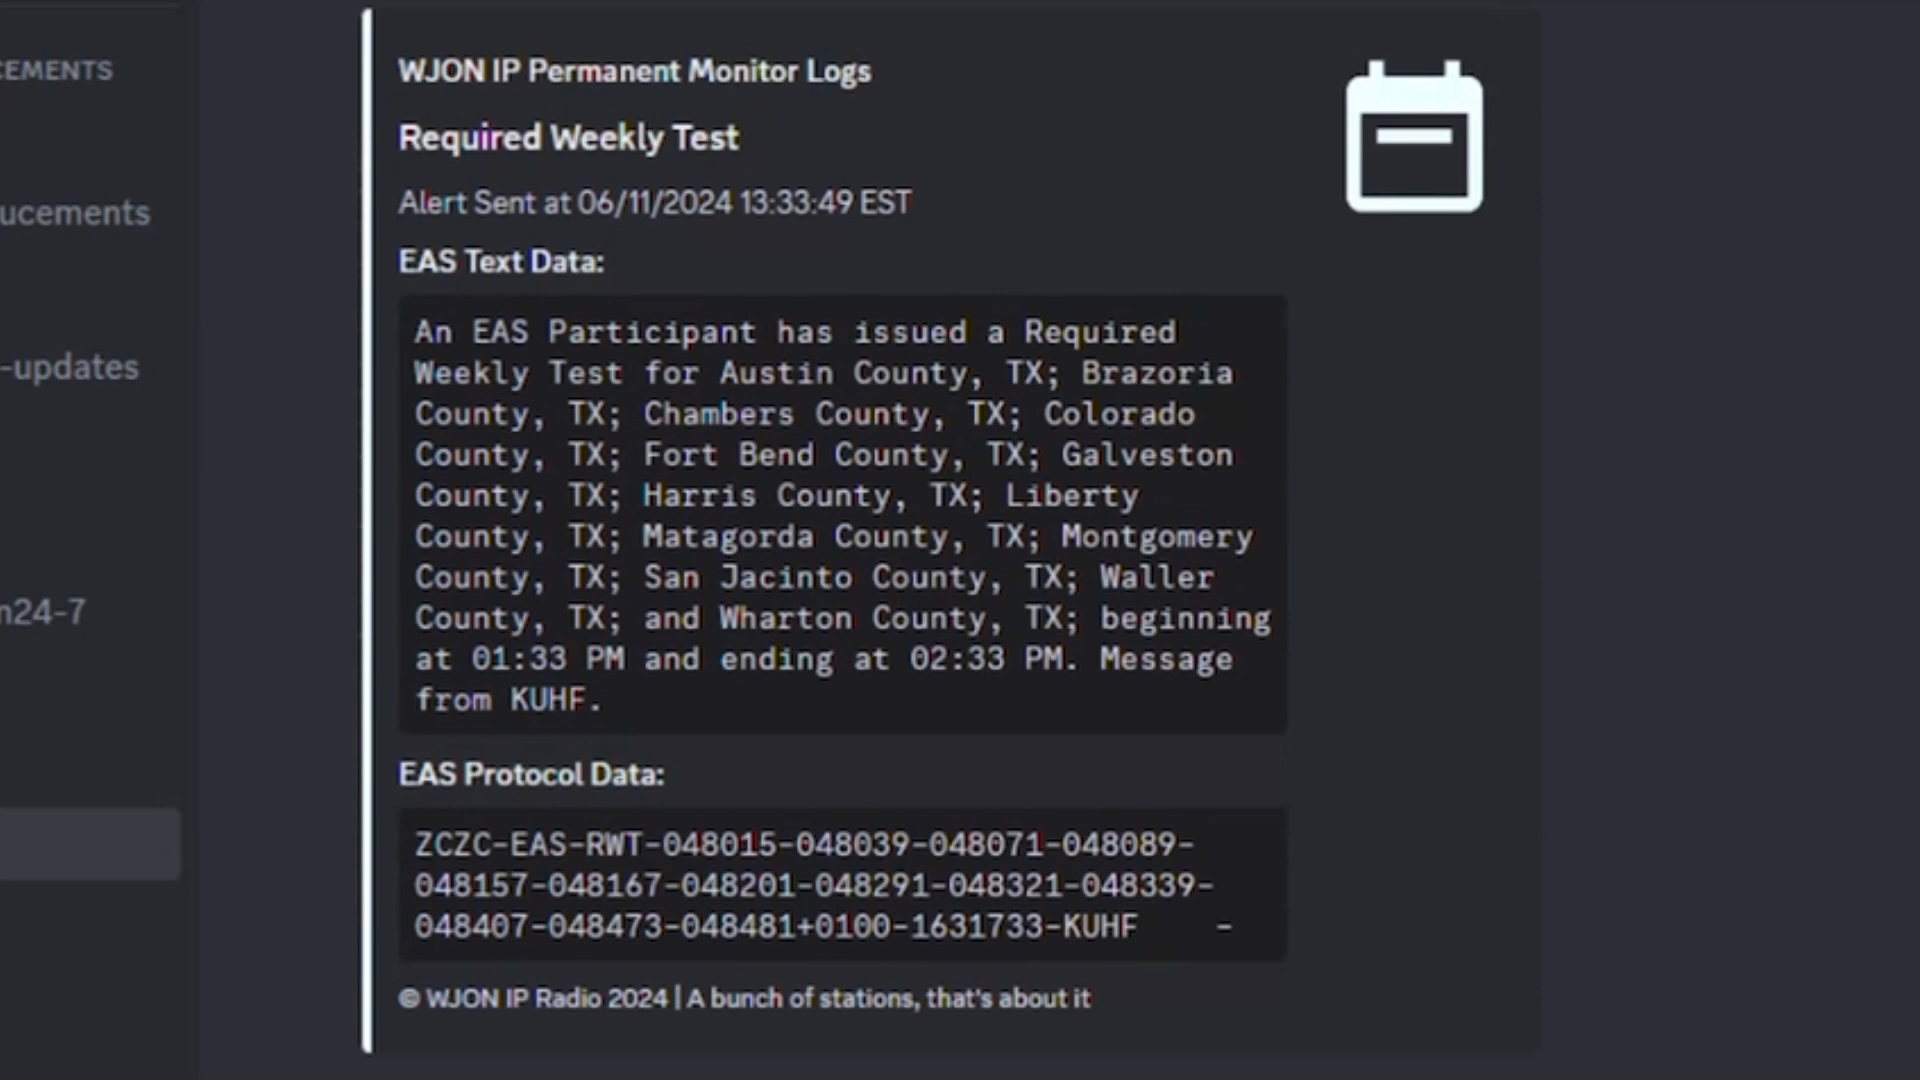 CEMENTS
ucements
-updates
n24-7
WJON IP Permanent Monitor Logs
Required Weekly Test
Alert Sent at 06/11/2024 13:33:49 EST
EAS Text Data:
An EAS Participant has issued a Required
Weekly Test for Austin County, TX; Brazoria
County, TX; Chambers County, TX; Colorado
County, TX; Fort Bend County, TX; Galveston
County, TX; Harris County, TX; Liberty
County, TX; Matagorda County, TX; Montgomery
County, TX; San Jacinto County, TX; Waller
County, TX; and Wharton County, TX; beginning
at 01:33 PM and ending at 02:33 PM. Message
from KUHF.
EAS Protocol Data:
ZCZC-EAS-RWT-048015-048039-048071-048089-
048157-048167-048201-048291-048321-048339-
048407-048473-048481+0100-1631733-KUHF    -
© WJON IP Radio 2024 | A bunch of stations, that's about it